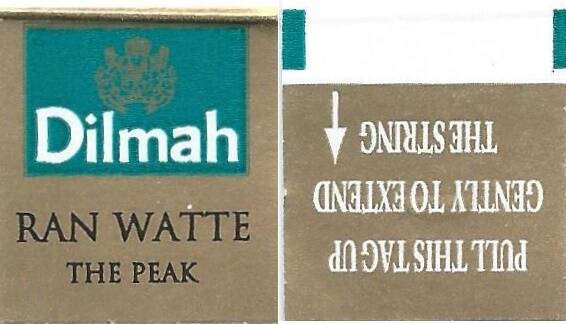 Dilmah
RAN WATTE
THE PEAK
PULL THIS TAG UP
GENTLY TO EXTEND
THE STRING